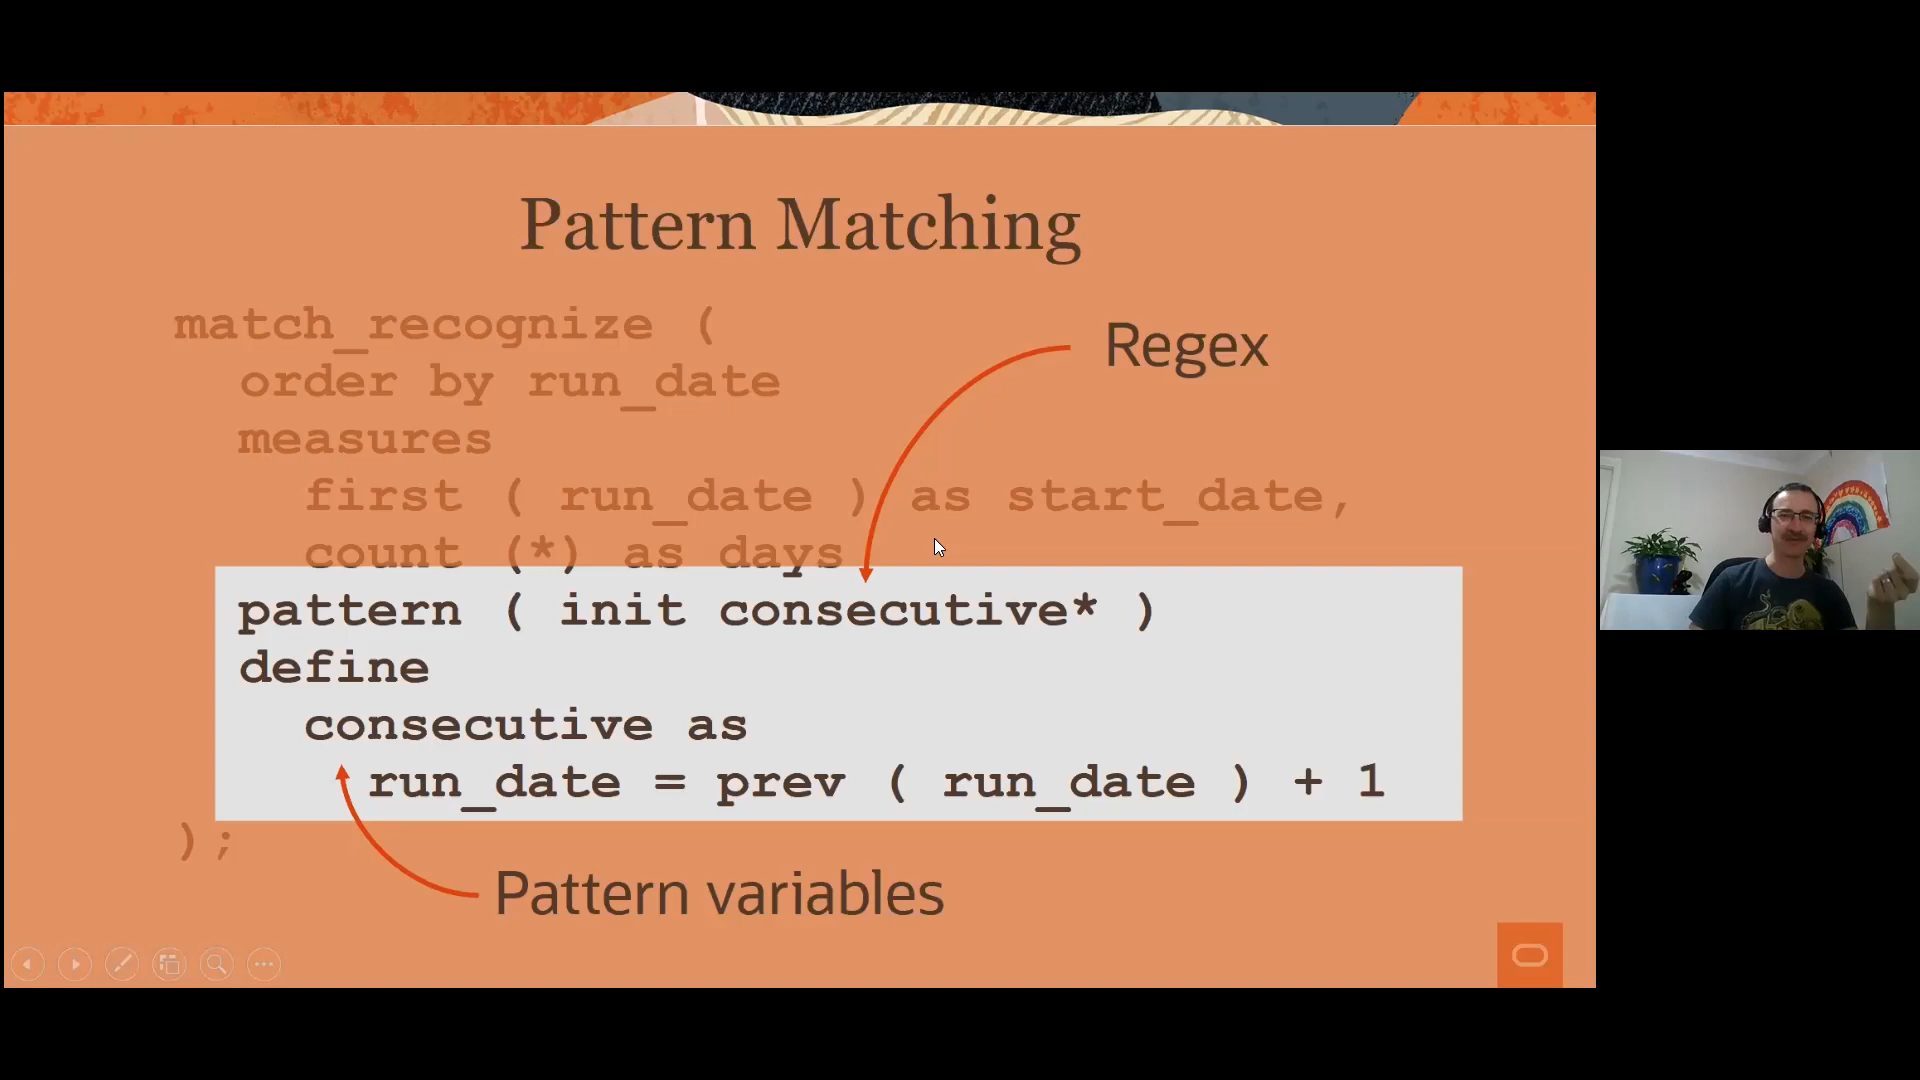 Pattern Matching
match_recognize (
order by run_date
measures
first ( run_date ) as start_date,
count (*) as days
pattern ( init consecutive* )
define
consecutive as
run_date = prev ( run_date ) + 1
);
Regex
Pattern variables